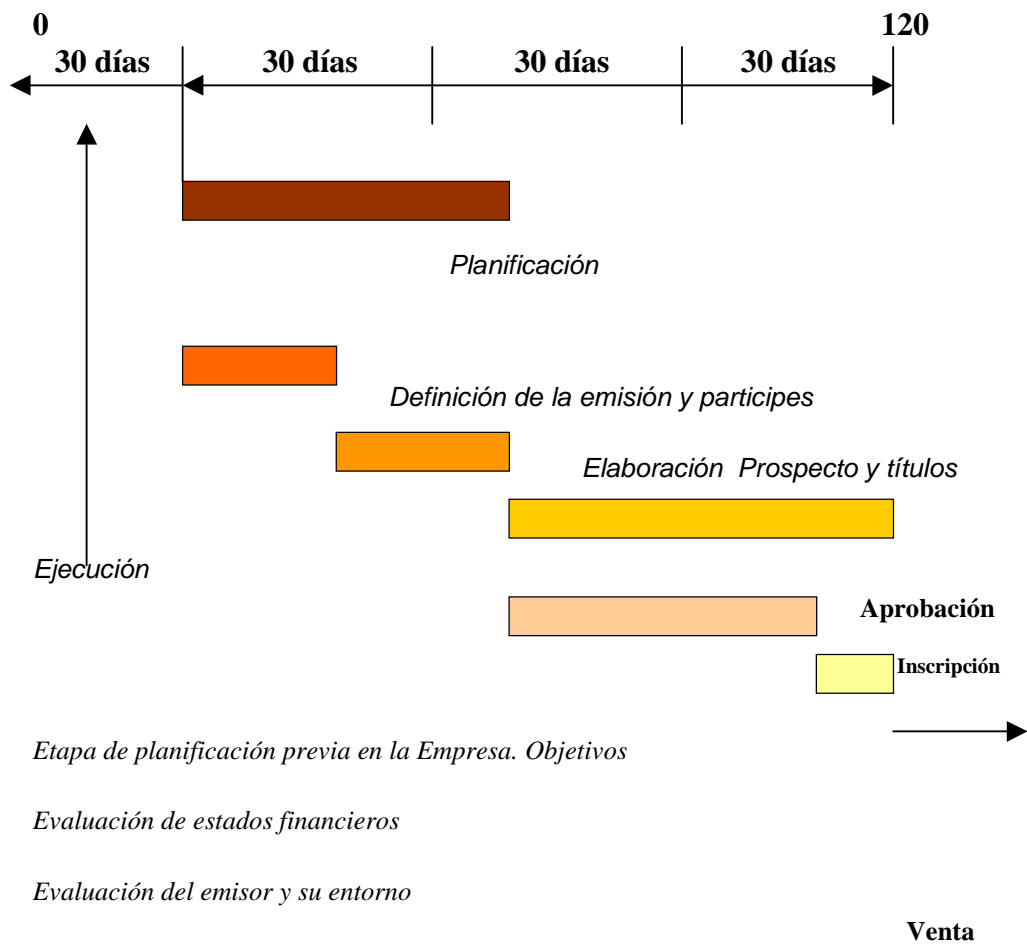 0 120
30 días 30 días 30 días 30 días
Planificación
Definición de la emisión y participes
Elaboración Prospecto y títulos
Ejecución
Aprobación
Inscripción
Etapa de planificación previa en la Empresa. Objetivos
Evaluación de estados financieros
Evaluación del emisor y su entorno
Venta